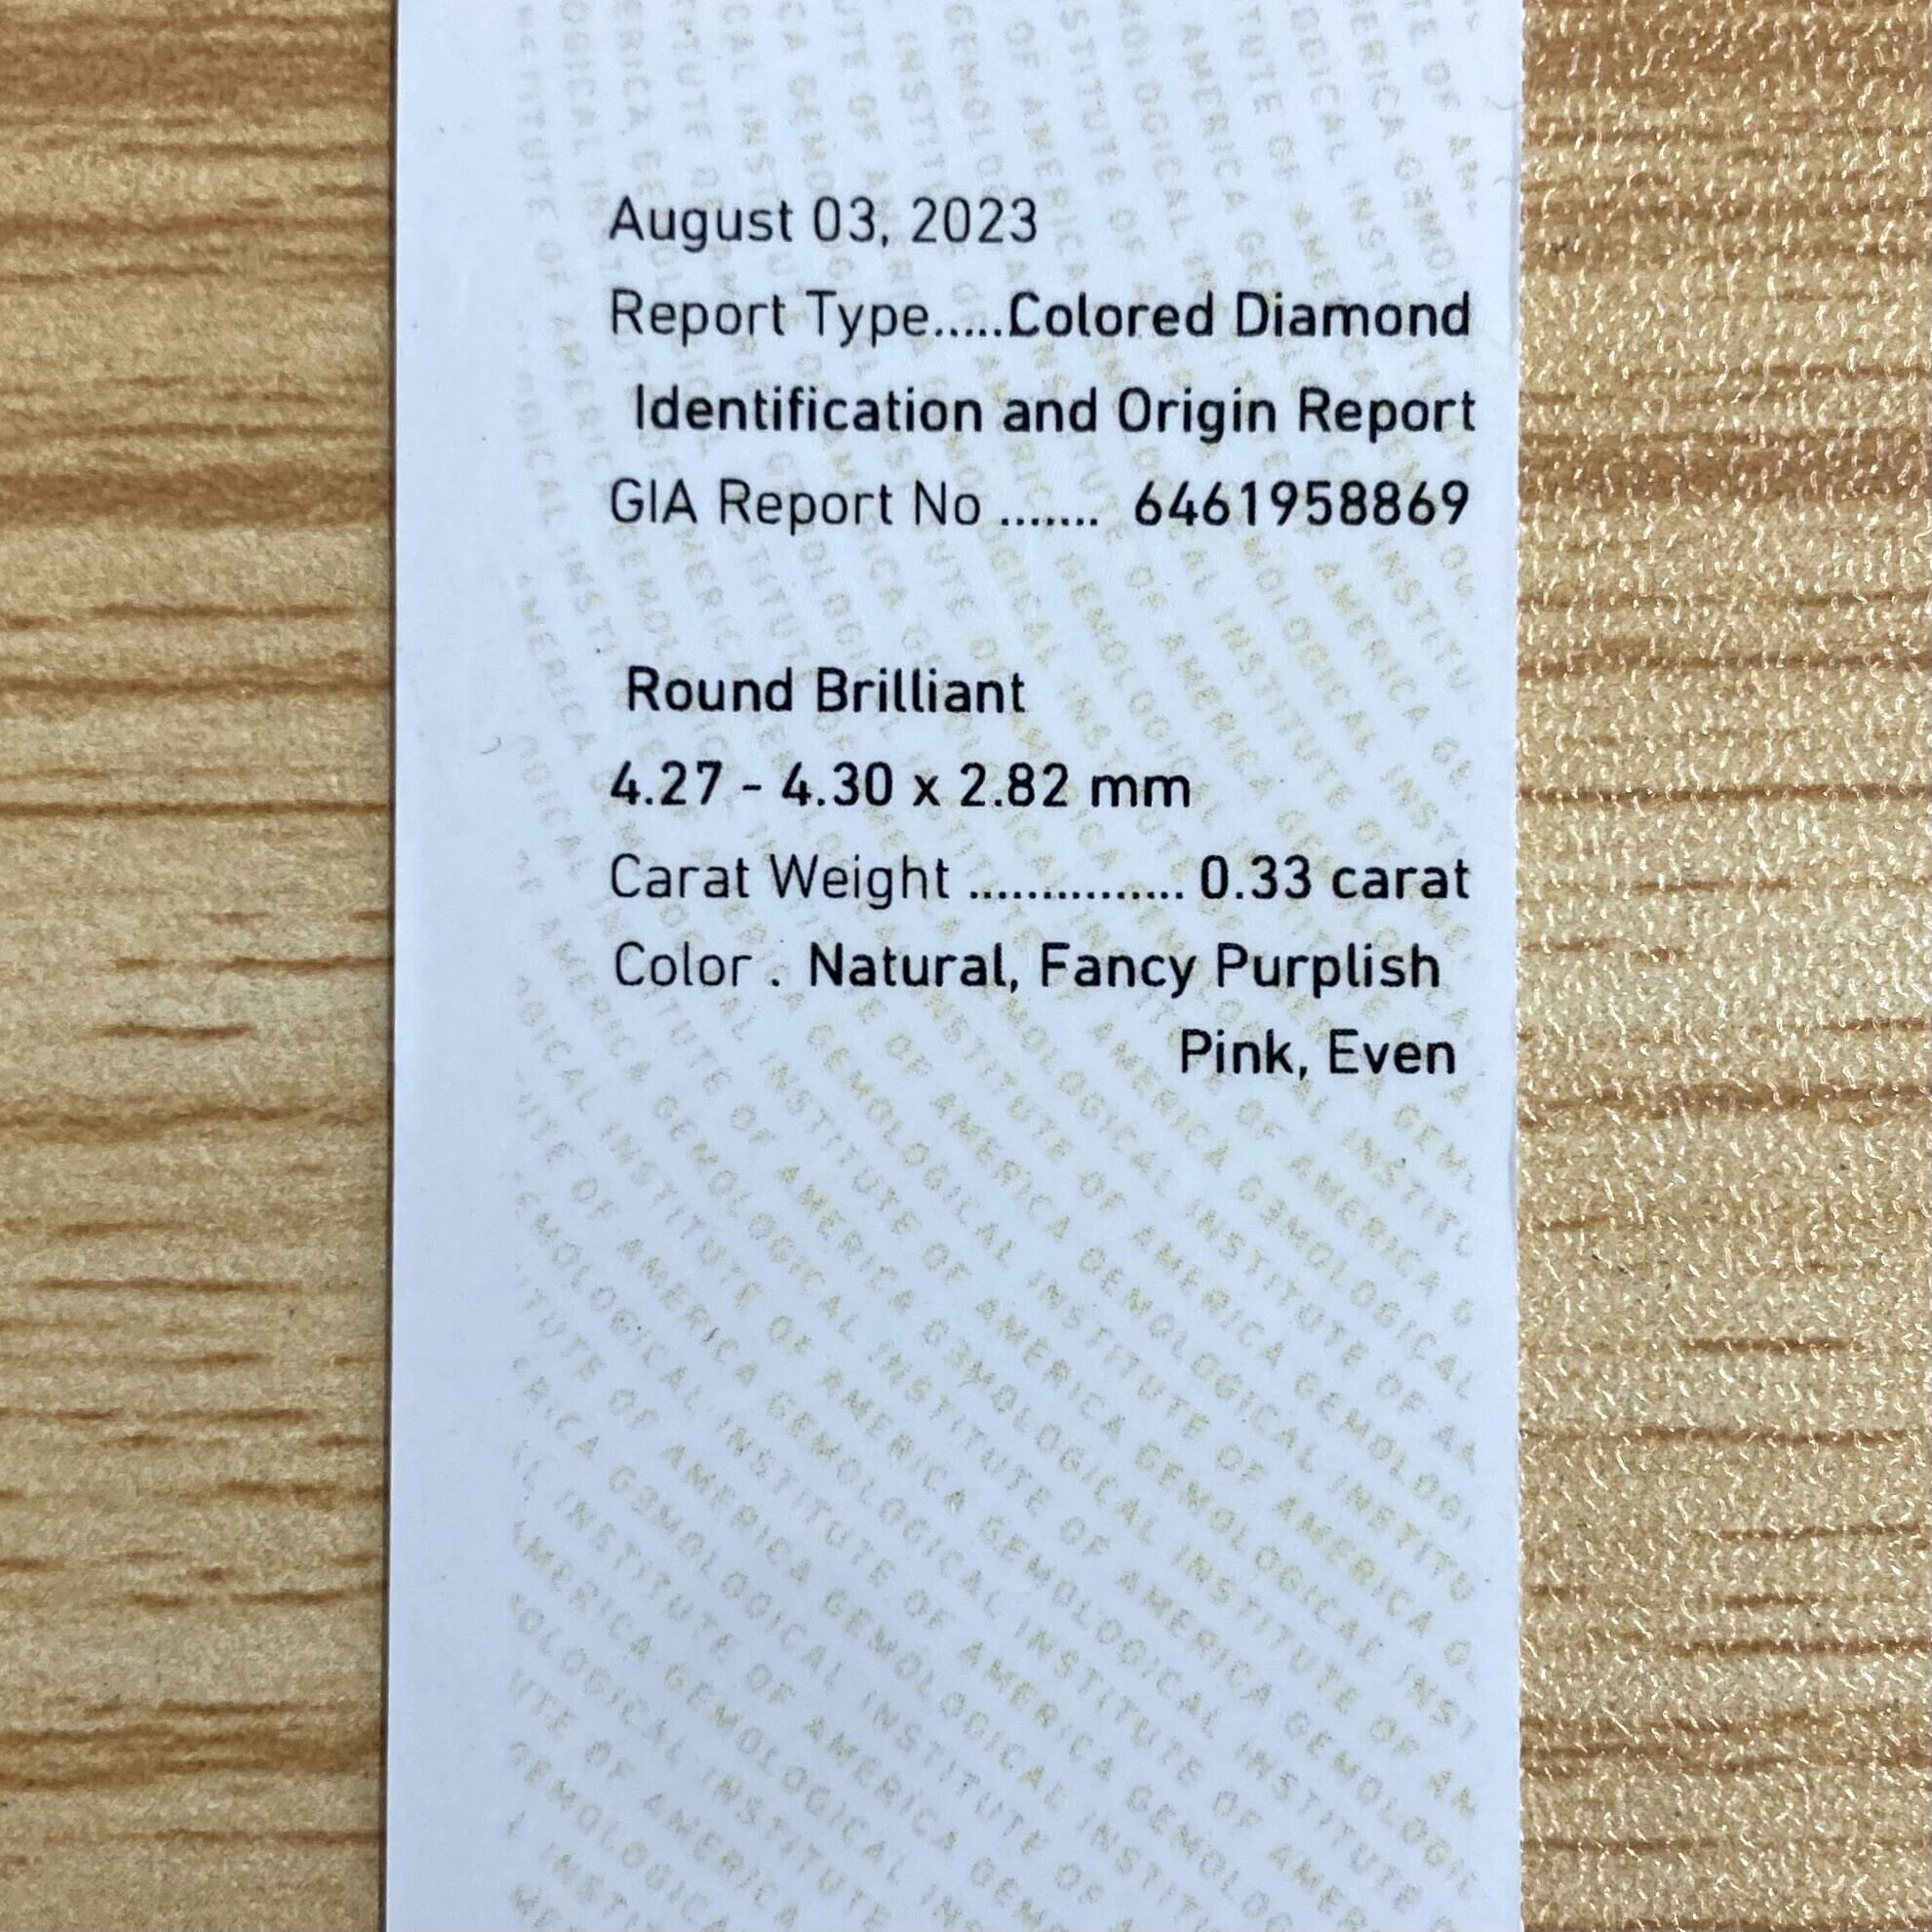 August 03, 2023
Report Type.....Colored Diamond
Identification and Origin Report
GIA Report No ....... 6461958869
Round Brilliant
4.27 - 4.30 x 2.82 mm
Carat Weight ............... 0.33 carat
Color . Natural, Fancy Purplish
Pink, Even